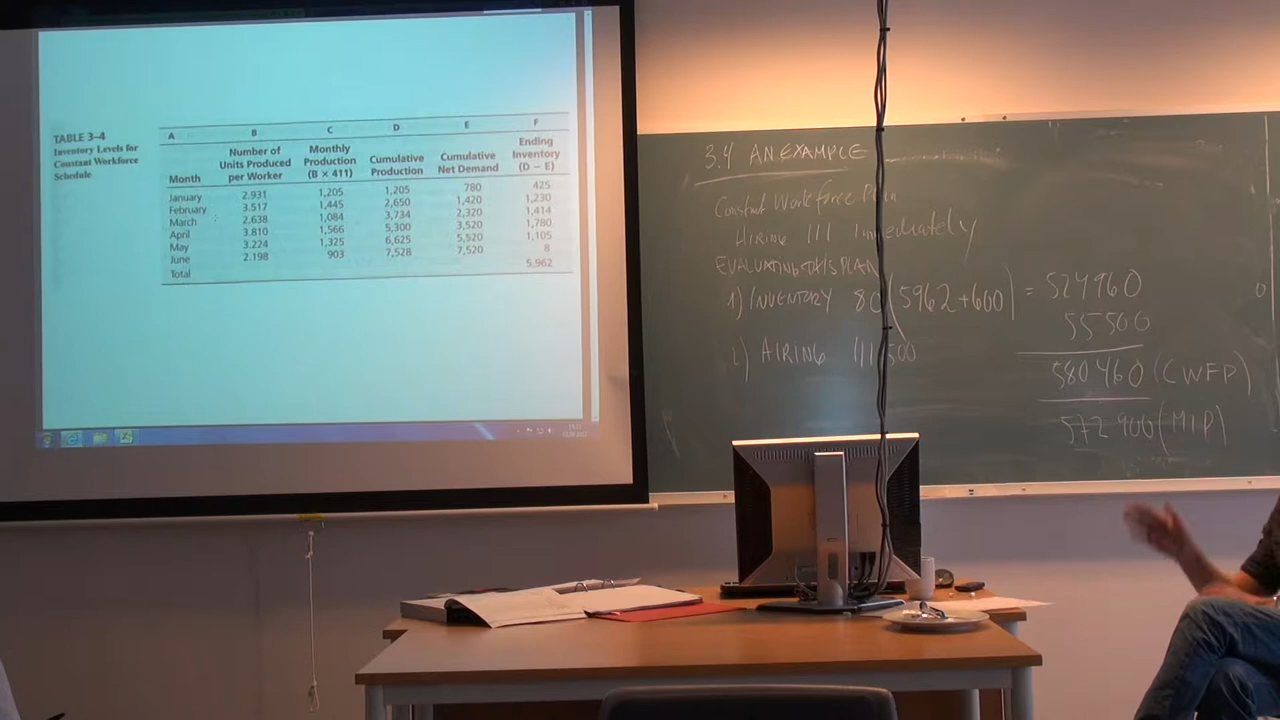 TABLE 3–4
Inventory Levels for
Constant Workforce
Schedule
A B C D E F
Month Number of Units Produced per Worker Monthly Production (B × 411) Cumulative Production Cumulative Net Demand Ending Inventory (D − E)
January 2.931 1,205 1,205 780 425
February 3.517 1,445 2,650 1,420 1,230
March 2.638 1,084 3,734 2,320 1,414
April 3.810 1,566 5,300 3,520 1,780
May 3.224 1,325 6,625 5,520 1,105
June 2.198 903 7,528 7,520 8
Total 5,962
3.4 AN EXAMPLE
Constant Workforce Plan
HIRING 111 Immediately
EVALUATING THIS PLAN
1) INVENTORY 80(5962+600) = 524960
55500
2) HIRING 111 500
580460 (CWFP)
572900 (MIP)